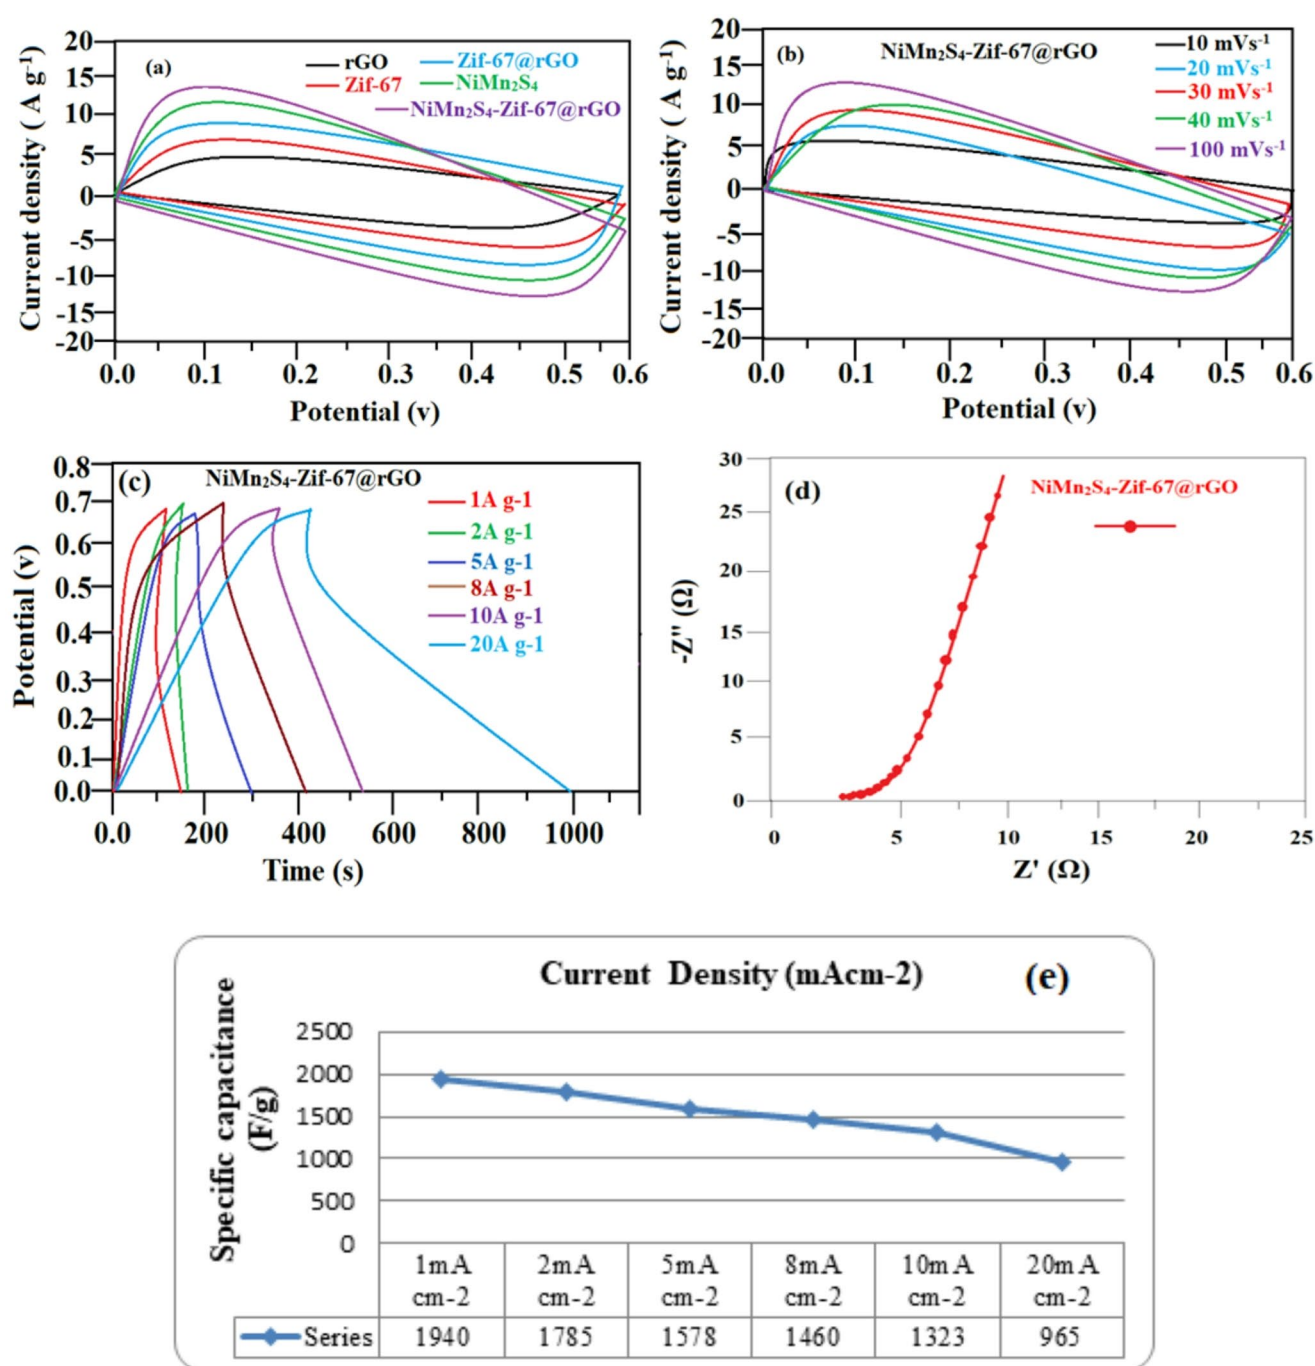 (a)
rGO
Zif-67@rGO
Zif-67
NiMn₂S₄
NiMn₂S₄-Zif-67@rGO
Current density ( A g⁻¹)
20
15
10
5
0
-5
-10
-15
-20
0.0 0.1 0.2 0.3 0.4 0.5 0.6
Potential (v)
(b)
NiMn₂S₄-Zif-67@rGO
10 mVs⁻¹
20 mVs⁻¹
30 mVs⁻¹
40 mVs⁻¹
100 mVs⁻¹
Current density ( A g⁻¹)
20
15
10
5
0
-5
-10
-15
-20
0.0 0.1 0.2 0.3 0.4 0.5 0.6
Potential (v)
(c)
NiMn₂S₄-Zif-67@rGO
1A g-1
2A g-1
5A g-1
8A g-1
10A g-1
20A g-1
Potential (v)
0.8
0.7
0.6
0.5
0.4
0.3
0.2
0.1
0.0
0.0 200 400 600 800 1000
Time (s)
(d)
NiMn₂S₄-Zif-67@rGO
-Z" (Ω)
30
25
20
15
10
5
0
0 5 10 15 20 25
Z' (Ω)
Current Density (mAcm-2)
(e)
Specific capacitance
(F/g)
2500
2000
1500
1000
500
0
1mA 2mA 5mA 8mA 10mA 20mA
cm-2 cm-2 cm-2 cm-2 cm-2 cm-2
Series 1940 1785 1578 1460 1323 965